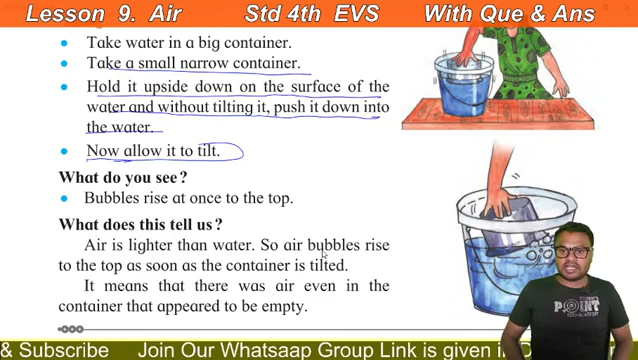 Lesson 9. Air Std 4th EVS With Que & Ans
Take water in a big container.
Take a small narrow container.
Hold it upside down on the surface of the
water and without tilting it, push it down into
the water.
Now allow it to tilt.
What do you see?
Bubbles rise at once to the top.
What does this tell us?
Air is lighter than water. So air bubbles rise
to the top as soon as the container is tilted.
It means that there was air even in the
container that appeared to be empty.
POINT
& Subscribe Join Our Whatsaap Group Link is given in D